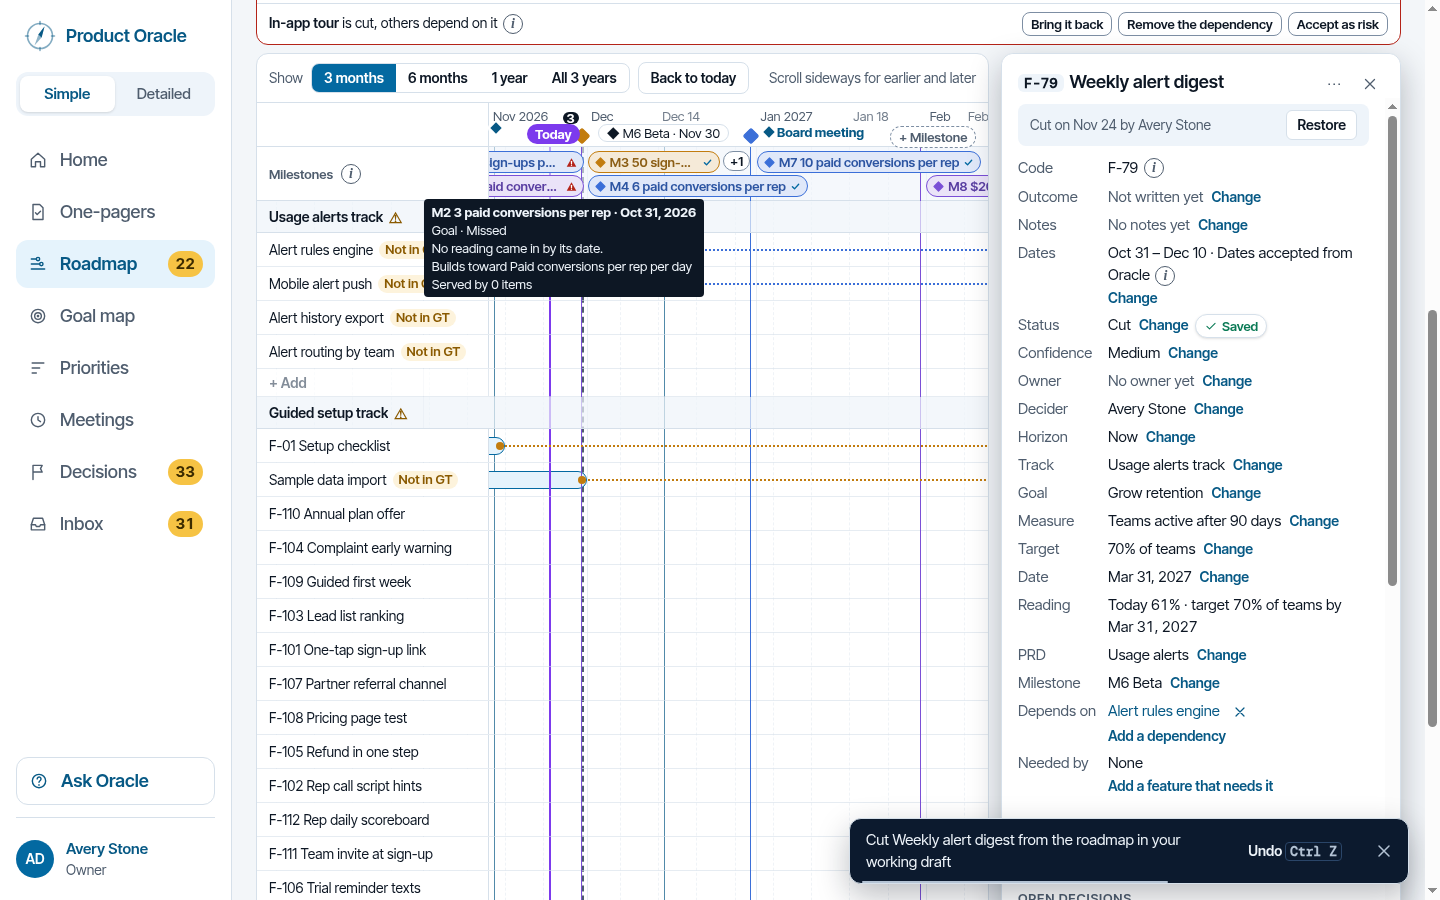 Product Oracle
Simple
Detailed
Home
One-pagers
Roadmap 22
Goal map
Priorities
Meetings
Decisions 33
Inbox 31
Ask Oracle
AD
Avery Stone
Owner
In-app tour is cut, others depend on it
Bring it back
Remove the dependency
Accept as risk
Show
3 months
6 months
1 year
All 3 years
Back to today
Scroll sideways for earlier and later
Nov 2026
3
Dec
Dec 14
Jan 2027
Jan 18
Feb
Feb
Today
M6 Beta · Nov 30
Board meeting
+ Milestone
Milestones
ign-ups p...
M3 50 sign-...
+1
M7 10 paid conversions per rep
aid conver...
M4 6 paid conversions per rep
M8 $20
Usage alerts track
M2 3 paid conversions per rep · Oct 31, 2026
Goal · Missed
No reading came in by its date.
Builds toward Paid conversions per rep per day
Served by 0 items
Alert rules engine Not in
Mobile alert push Not in
Alert history export Not in GT
Alert routing by team Not in GT
+ Add
Guided setup track
F-01 Setup checklist
Sample data import Not in GT
F-110 Annual plan offer
F-104 Complaint early warning
F-109 Guided first week
F-103 Lead list ranking
F-101 One-tap sign-up link
F-107 Partner referral channel
F-108 Pricing page test
F-105 Refund in one step
F-102 Rep call script hints
F-112 Rep daily scoreboard
F-111 Team invite at sign-up
F-106 Trial reminder texts
F-79 Weekly alert digest
Cut on Nov 24 by Avery Stone
Restore
Code F-79
Outcome Not written yet Change
Notes No notes yet Change
Dates Oct 31 – Dec 10 · Dates accepted from
Oracle
Change
Status Cut Change Saved
Confidence Medium Change
Owner No owner yet Change
Decider Avery Stone Change
Horizon Now Change
Track Usage alerts track Change
Goal Grow retention Change
Measure Teams active after 90 days Change
Target 70% of teams Change
Date Mar 31, 2027 Change
Reading Today 61% · target 70% of teams by
Mar 31, 2027
PRD Usage alerts Change
Milestone M6 Beta Change
Depends on Alert rules engine
Add a dependency
Needed by None
Add a feature that needs it
Cut Weekly alert digest from the roadmap in your
working draft
Undo Ctrl Z
OPEN DECISIONS